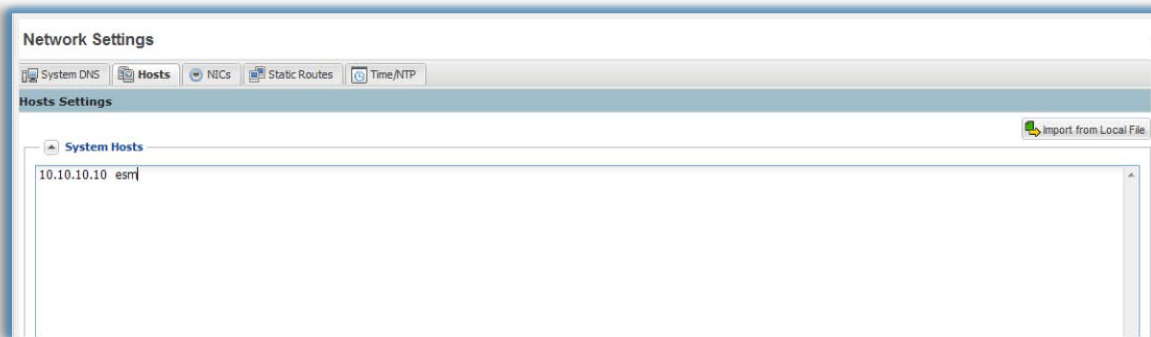 Network Settings
System DNS Hosts NICs Static Routes Time/NTP
Hosts Settings
Import from Local File
System Hosts
10.10.10.10 esm